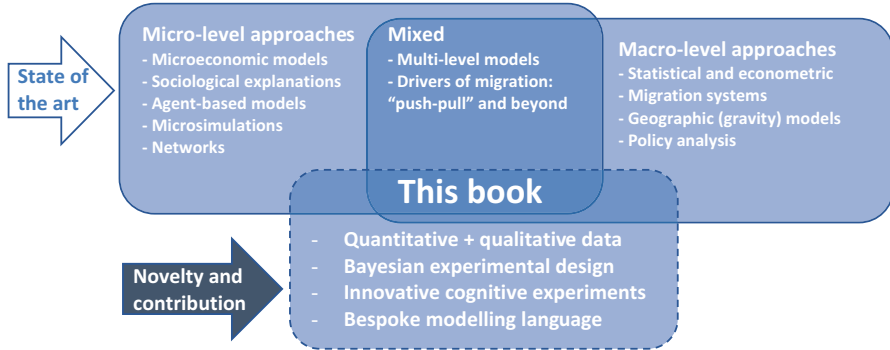 State of
the art
Micro-level approaches
- Microeconomic models
- Sociological explanations
- Agent-based models
- Microsimulations
- Networks
Mixed
- Multi-level models
- Drivers of migration:
“push-pull” and beyond
Macro-level approaches
- Statistical and econometric
- Migration systems
- Geographic (gravity) models
- Policy analysis
This book
- Quantitative + qualitative data
- Bayesian experimental design
- Innovative cognitive experiments
- Bespoke modelling language
Novelty and
contribution